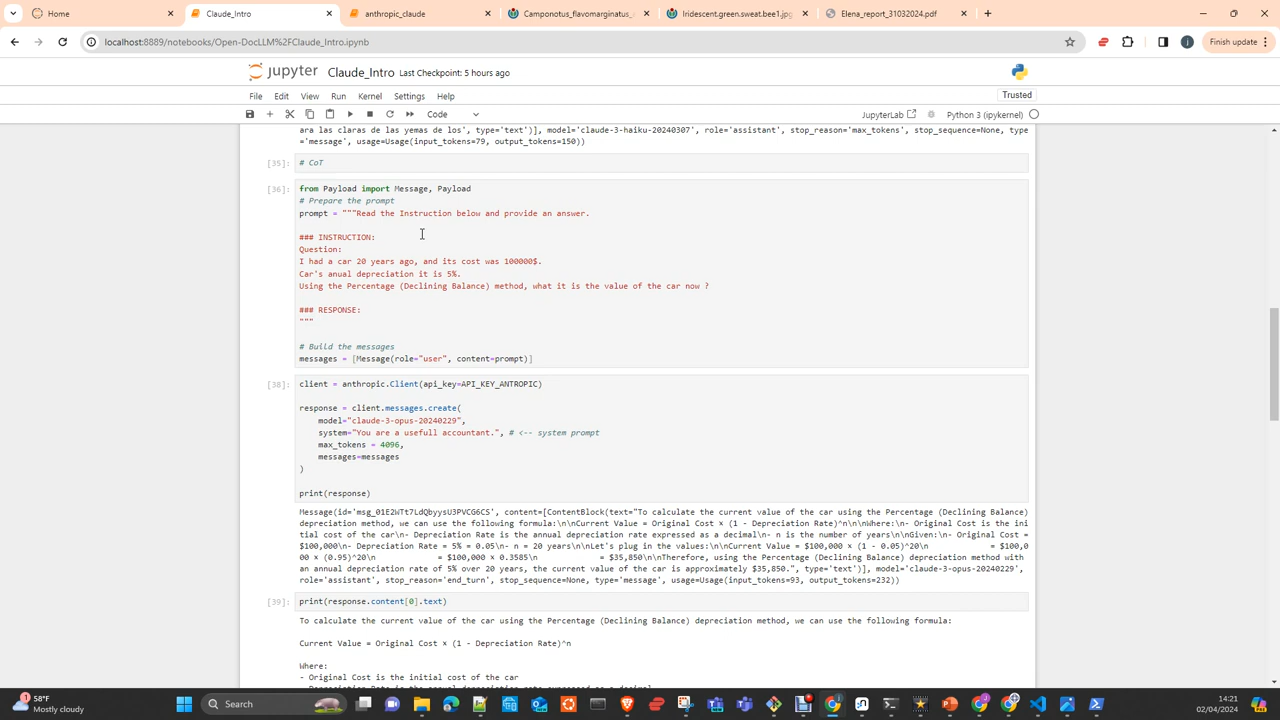 Home
Claude_Intro
anthropic_claude
Camponotus_flavomarginatus_
Iridescent.green.sweat.bee1.jpg
Elena_report_31032024.pdf
localhost:8889/notebooks/Open-DocLLM%2FClaude_Intro.ipynb
Finish update
jupyter Claude_Intro Last Checkpoint: 5 hours ago
File Edit View Run Kernel Settings Help
Trusted
Code
JupyterLab
Python 3 (ipykernel)
ara las claras de las yemas de los', type='text')], model='claude-3-haiku-20240307', role='assistant', stop_reason='max_tokens', stop_sequence=None, type
='message', usage=Usage(input_tokens=79, output_tokens=150))
[35]: # CoT
[36]: from Payload import Message, Payload
# Prepare the prompt
prompt = """Read the Instruction below and provide an answer.
### INSTRUCTION:
Question:
I had a car 20 years ago, and its cost was 100000$.
Car's anual depreciation it is 5%.
Using the Percentage (Declining Balance) method, what it is the value of the car now ?
### RESPONSE:
"""
# Build the messages
messages = [Message(role="user", content=prompt)]
[38]: client = anthropic.Client(api_key=API_KEY_ANTROPIC)
response = client.messages.create(
model="claude-3-opus-20240229",
system="You are a usefull accountant.", # <-- system prompt
max_tokens = 4096,
messages=messages
)
print(response)
Message(id='msg_01E2WTt7LdQbyysU3PVCG6CS', content=[ContentBlock(text="To calculate the current value of the car using the Percentage (Declining Balance)
depreciation method, we can use the following formula:\n\nCurrent Value = Original Cost × (1 - Depreciation Rate)^n\n\nWhere:\n- Original Cost is the ini
tial cost of the car\n- Depreciation Rate is the annual depreciation rate expressed as a decimal\n- n is the number of years\n\nGiven:\n- Original Cost =
$100,000\n- Depreciation Rate = 5% = 0.05\n- n = 20 years\n\nLet's plug in the values:\n\nCurrent Value = $100,000 × (1 - 0.05)^20\n = $100,0
00 × (0.95)^20\n = $100,000 × 0.3585\n = $35,850\n\nTherefore, using the Percentage (Declining Balance) depreciation method with
an annual depreciation rate of 5% over 20 years, the current value of the car is approximately $35,850.", type='text')], model='claude-3-opus-20240229',
role='assistant', stop_reason='end_turn', stop_sequence=None, type='message', usage=Usage(input_tokens=93, output_tokens=232))
[39]: print(response.content[0].text)
To calculate the current value of the car using the Percentage (Declining Balance) depreciation method, we can use the following formula:
Current Value = Original Cost × (1 - Depreciation Rate)^n
Where:
- Original Cost is the initial cost of the car
58°F
Mostly cloudy
Search
14:21
02/04/2024